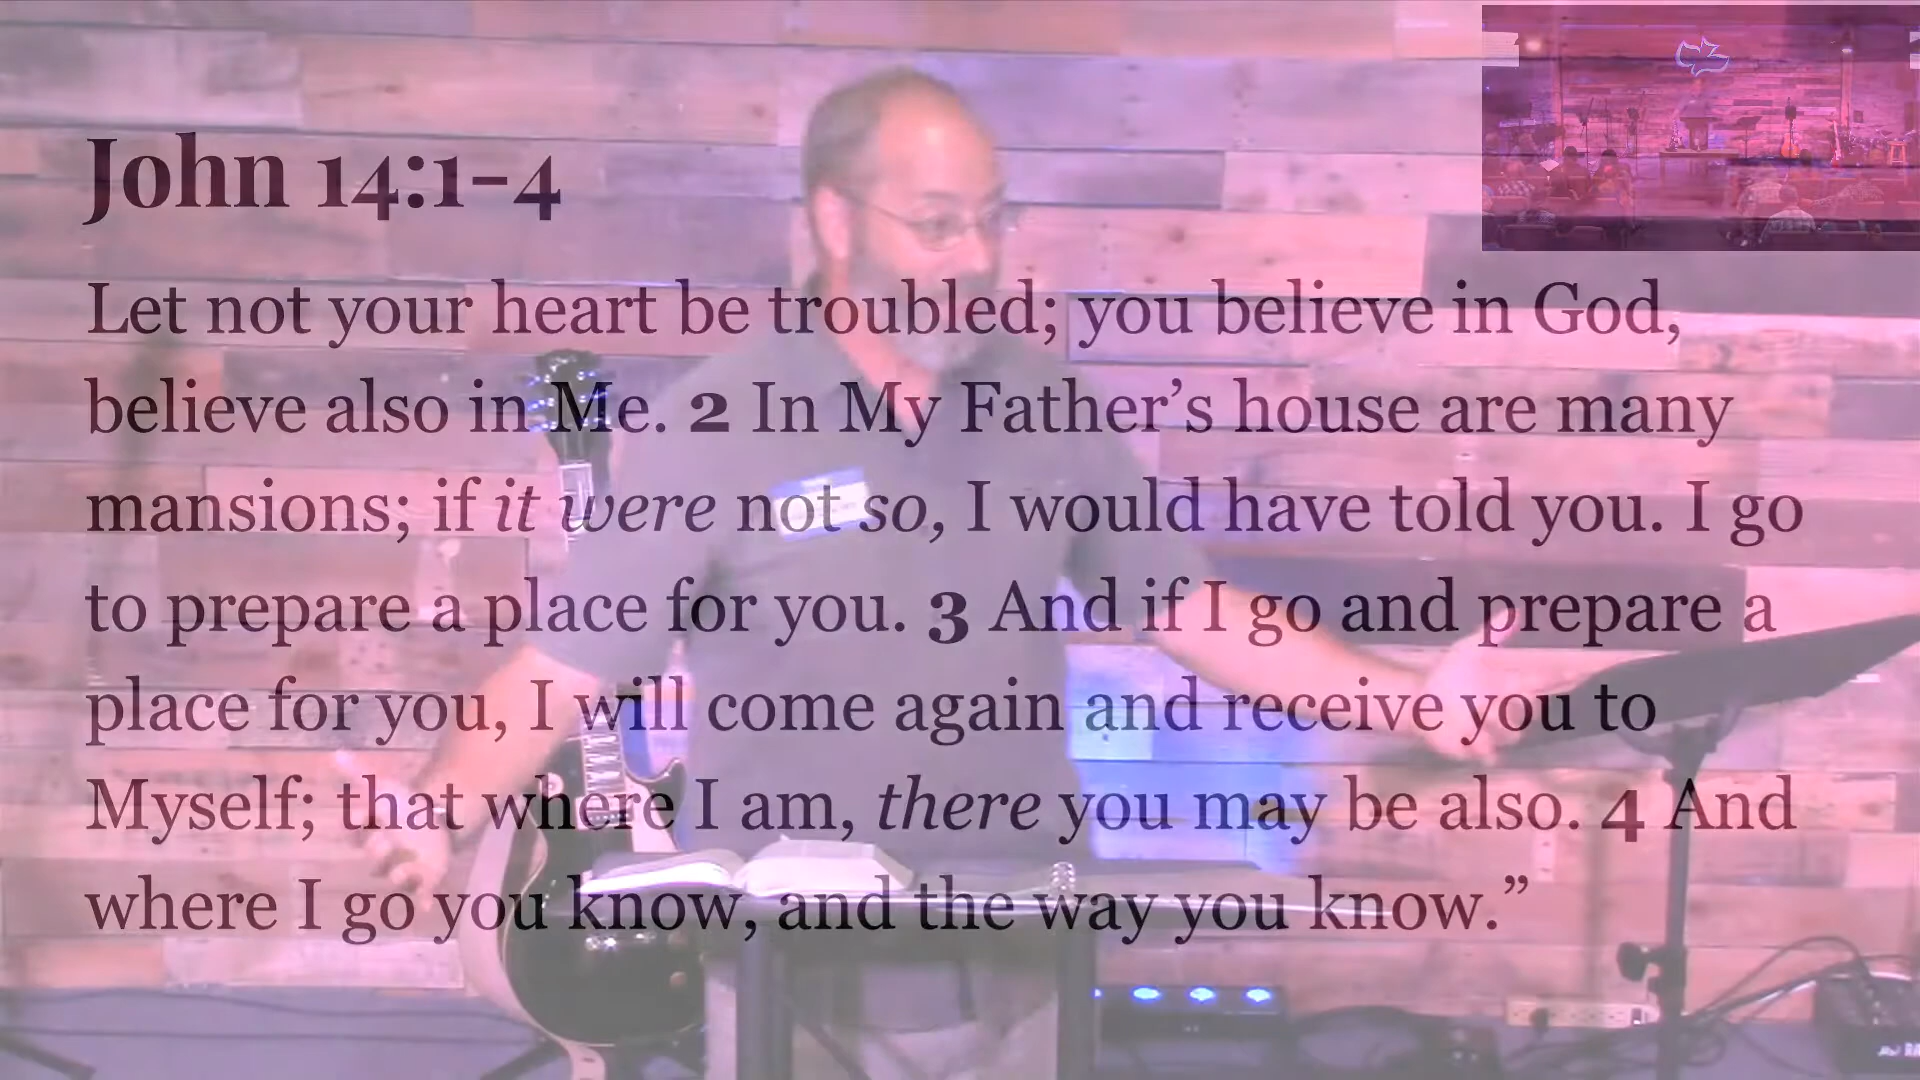 John 14:1-4
Let not your heart be troubled; you believe in God,
believe also in Me. 2 In My Father’s house are many
mansions; if it were not so, I would have told you. I go
to prepare a place for you. 3 And if I go and prepare a
place for you, I will come again and receive you to
Myself; that where I am, there you may be also. 4 And
where I go you know, and the way you know.”